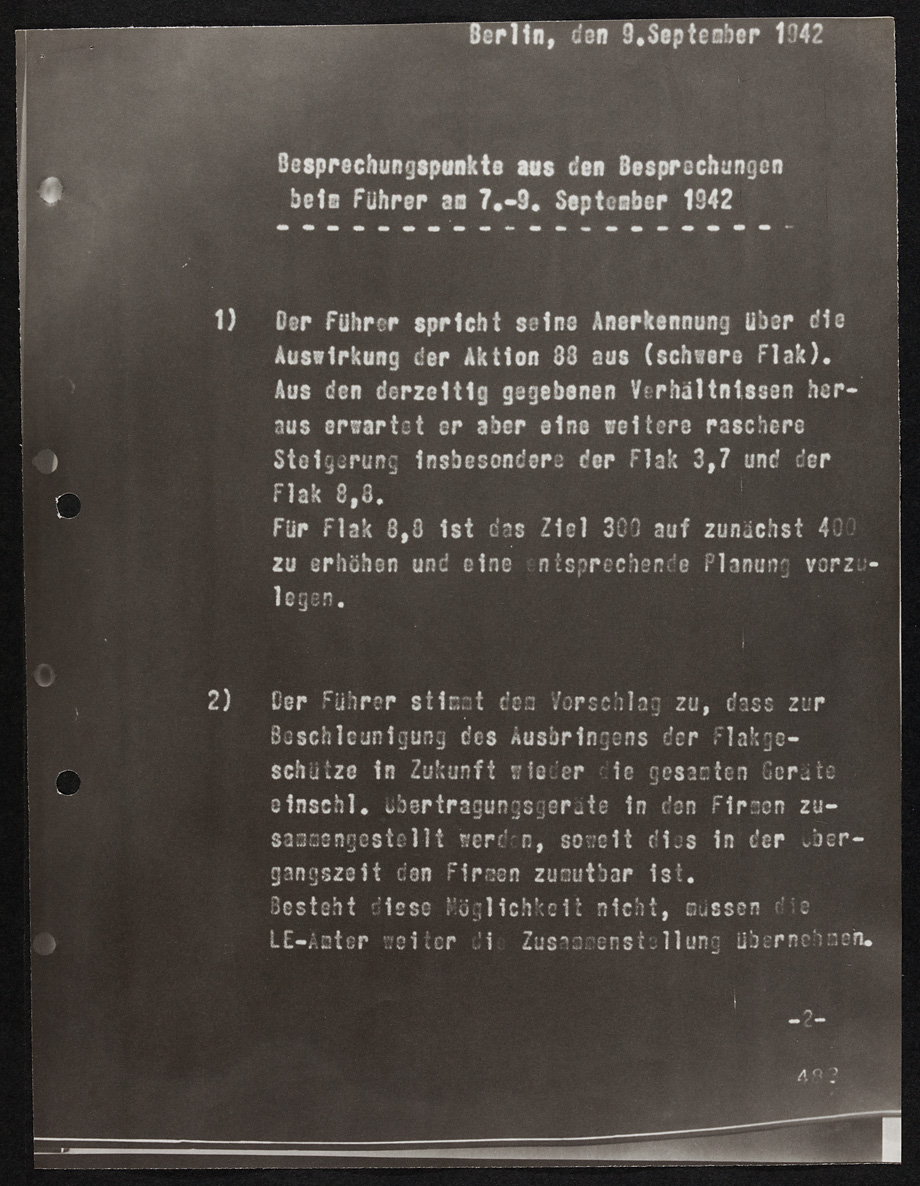 Berlin, den 9.September 1942
Besprechungspunkte aus den Besprechungen
beim Führer am 7.-9. September 1942
1) Der Führer spricht seine Anerkennung über die
Auswirkung der Aktion 88 aus (schwere Flak).
Aus den derzeitig gegebenen Verhältnissen her-
aus erwartet er aber eine weitere raschere
Steigerung insbesondere der Flak 3,7 und der
Flak 8,8.
Für Flak 8,8 ist das Ziel 300 auf zunächst 400
zu erhöhen und eine entsprechende Planung vorzu-
legen.
2) Der Führer stimmt dem Vorschlag zu, dass zur
Beschleunigung des Ausbringens der Flakge-
schütze in Zukunft wieder die gesamten Geräte
einschl. Übertragungsgeräte in den Firmen zu-
sammengestellt werden, soweit dies in der Über-
gangszeit den Firmen zumutbar ist.
Besteht diese Möglichkeit nicht, müssen die
LE-Ämter weiter die Zusammenstellung übernehmen.
-2-